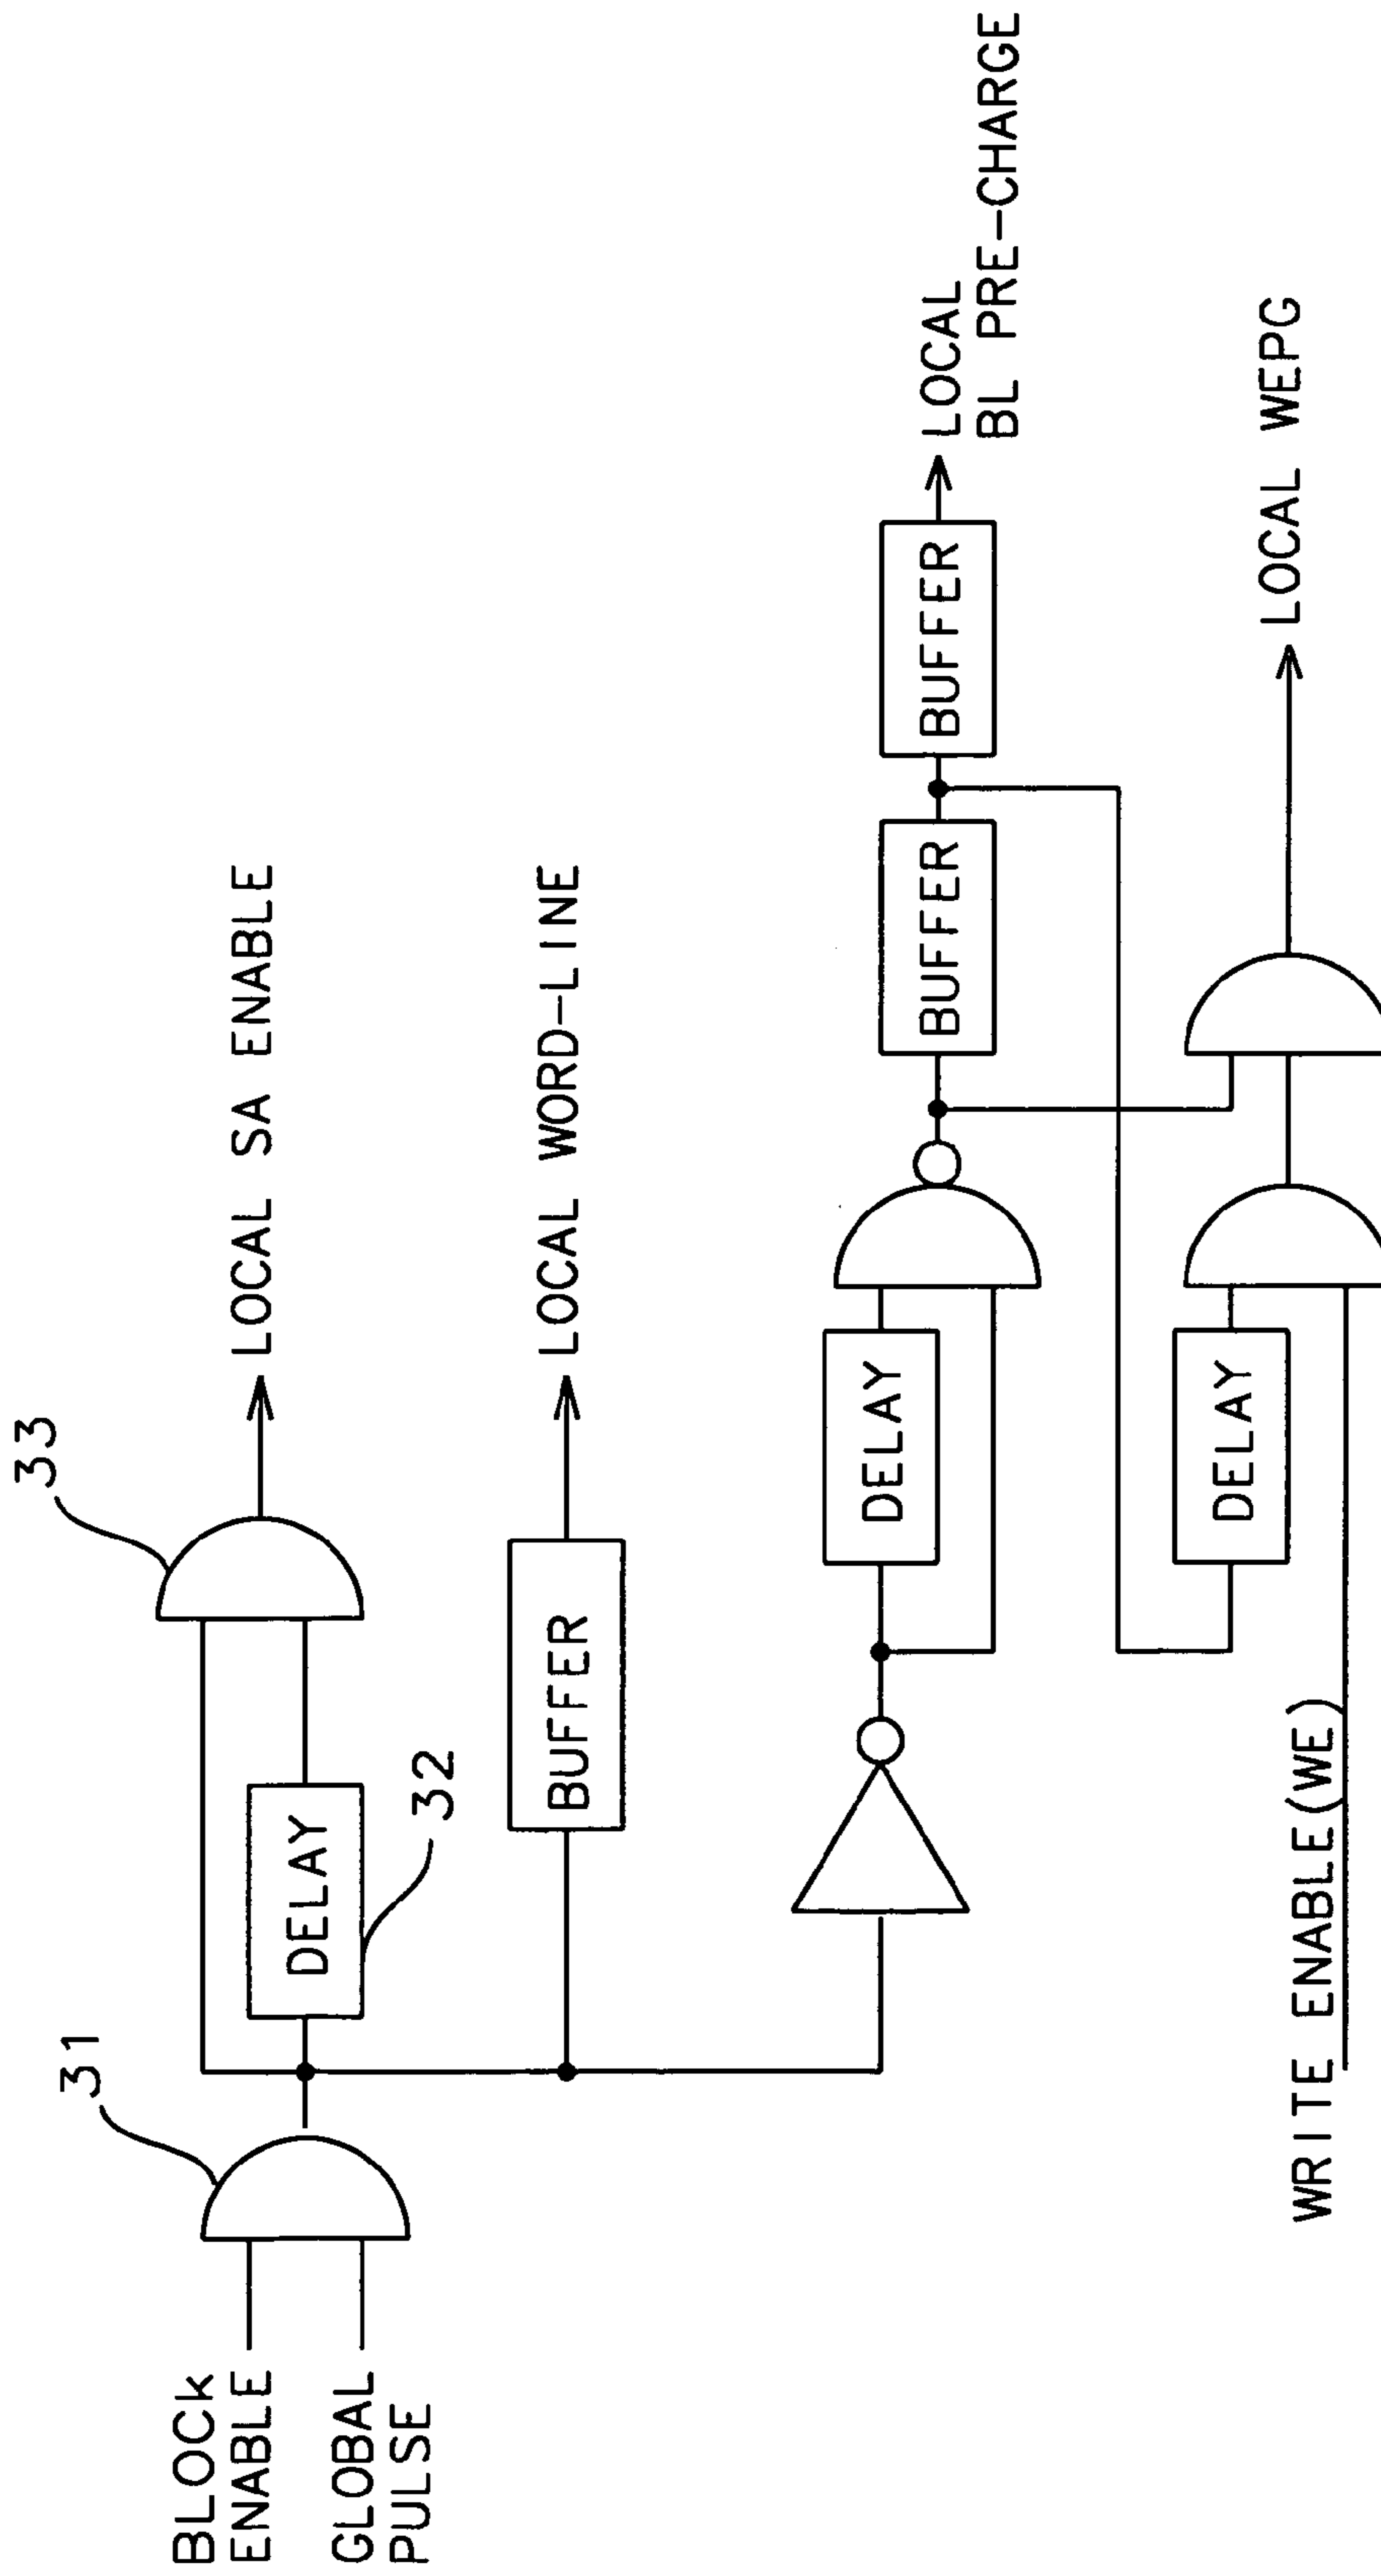 BLOCk
ENABLE
GLOBAL
PULSE
31
DELAY
32
33
LOCAL SA ENABLE
BUFFER
LOCAL WORD-LINE
DELAY
BUFFER
BUFFER
LOCAL
BL PRE-CHARGE
DELAY
WRITE ENABLE(WE)
LOCAL WEPG